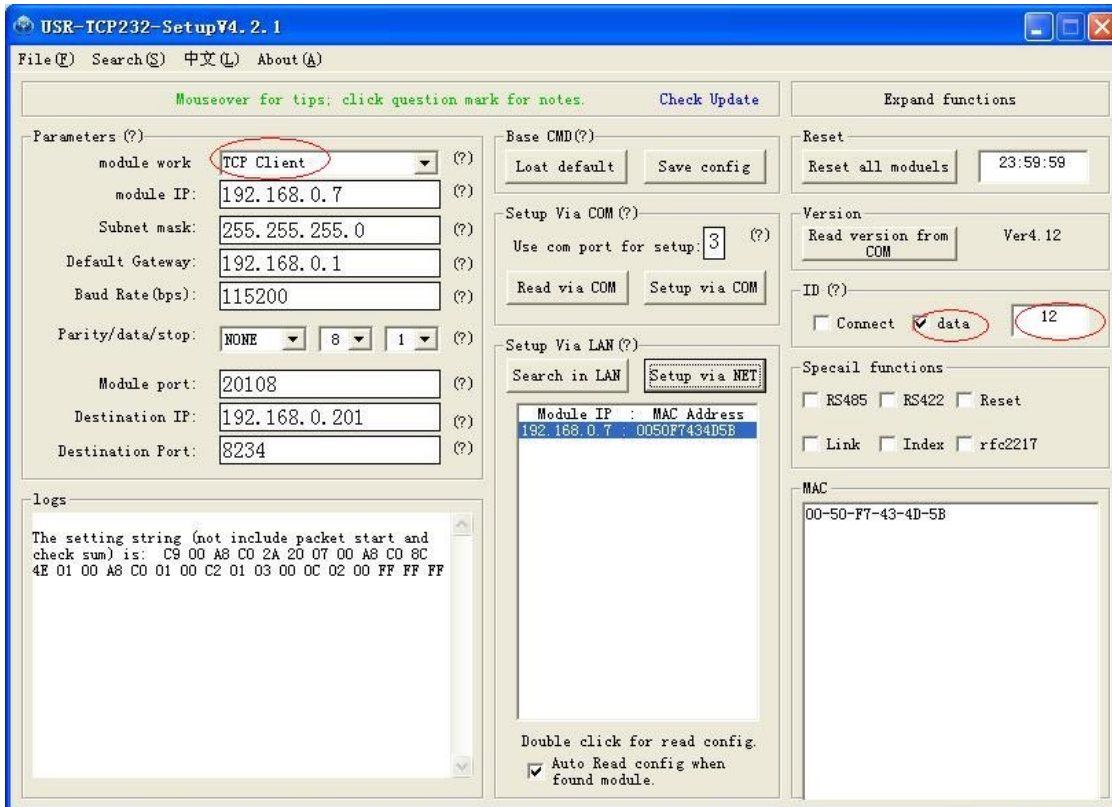 USR-TCP232-SetupV4.2.1
File(F) Search(S) 中文(L) About(A)
Mouseover for tips; click question mark for notes. Check Update
Expand functions
Parameters(?)
module work TCP Client (?)
module IP: 192.168.0.7 (?)
Subnet mask: 255.255.255.0 (?)
Default Gateway: 192.168.0.1 (?)
Baud Rate(bps): 115200 (?)
Parity/data/stop: NONE 8 1 (?)
Module port: 20108 (?)
Destination IP: 192.168.0.201 (?)
Destination Port: 8234 (?)
logs
The setting string (not include packet start and
check sum) is: C9 00 A8 C0 2A 20 07 00 A8 C0 8C
4E 01 00 A8 C0 01 00 C2 01 03 00 0C 02 00 FF FF FF
Base CMD(?)
Loat default Save config
Setup Via COM(?)
Use com port for setup: 3 (?)
Read via COM Setup via COM
Setup Via LAN(?)
Search in LAN Setup via NET
Module IP : MAC Address
192.168.0.7 : 0050F7434D5B
Double click for read config.
Auto Read config when
found module.
Reset
Reset all moduels 23:59:59
Version
Read version from
COM
Ver4.12
ID(?)
Connect data 12
Specail functions
RS485 RS422 Reset
Link Index rfc2217
MAC
00-50-F7-43-4D-5B